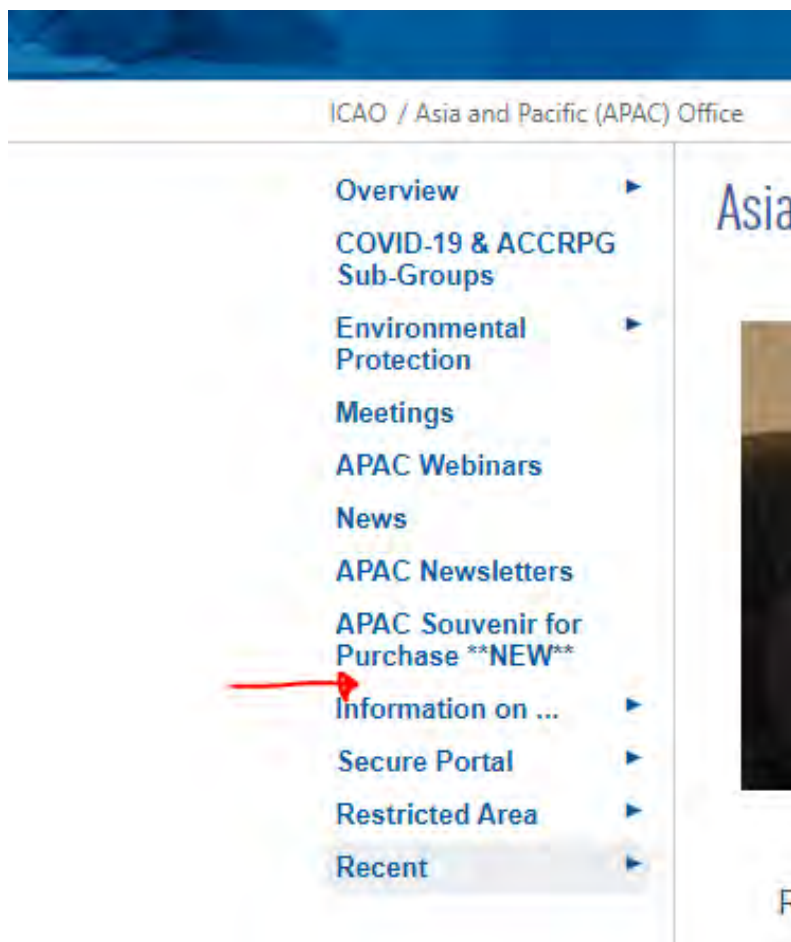 ICAO / Asia and Pacific (APAC) Office
Overview
Asia
COVID-19 & ACCRPG
Sub-Groups
Environmental
Protection
Meetings
APAC Webinars
News
APAC Newsletters
APAC Souvenir for
Purchase **NEW**
Information on ...
Secure Portal
Restricted Area
Recent